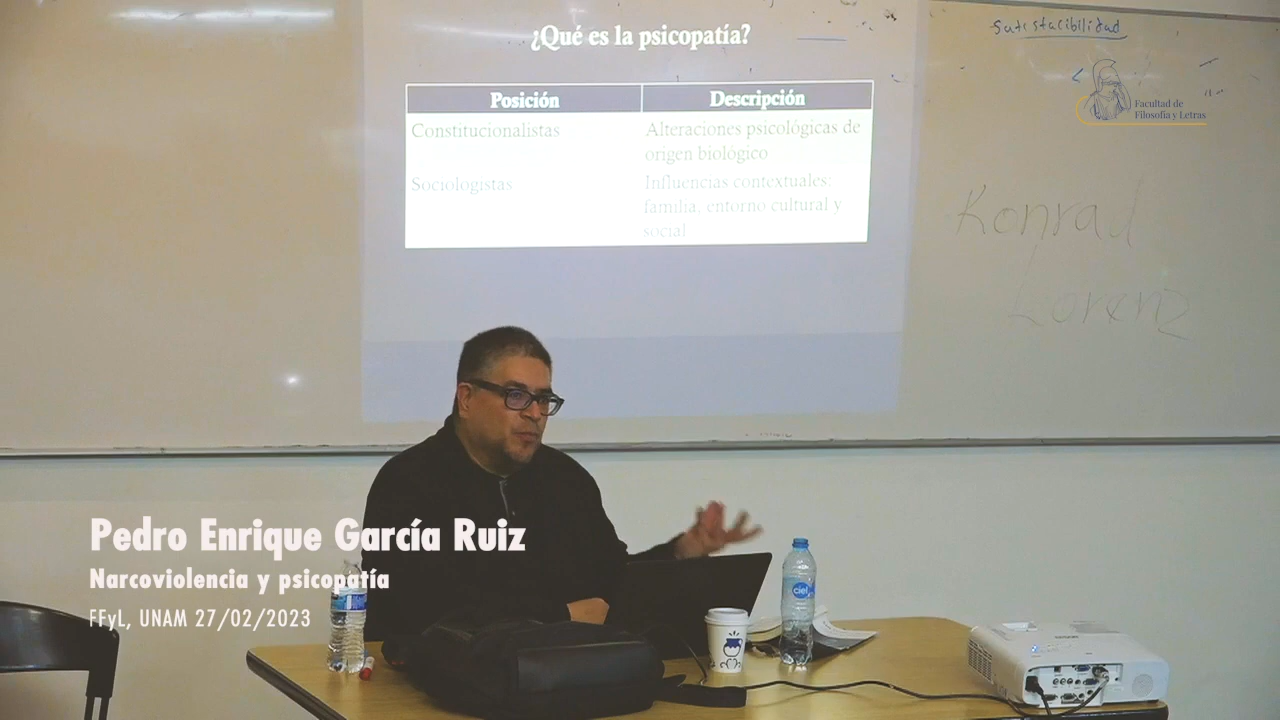 ¿Qué es la psicopatía?
Posición
Descripción
Constitucionalistas
Alteraciones psicológicas de
origen biológico
Sociologistas
Influencias contextuales:
familia, entorno cultural y
social
Facultad de
Filosofía y Letras
Konrad
Lorenz
Pedro Enrique García Ruiz
Narcoviolencia y psicopatía
FFyL, UNAM 27/02/2023
ciel